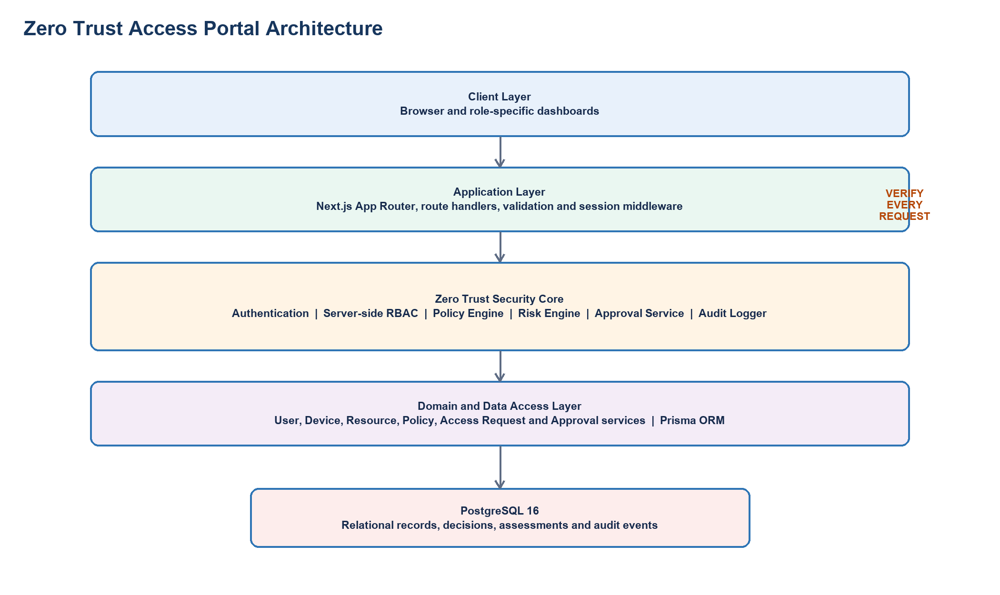 Zero Trust Access Portal Architecture
Client Layer
Browser and role-specific dashboards
Application Layer
Next.js App Router, route handlers, validation and session middleware
VERIFY
EVERY
REQUEST
Zero Trust Security Core
Authentication | Server-side RBAC | Policy Engine | Risk Engine | Approval Service | Audit Logger
Domain and Data Access Layer
User, Device, Resource, Policy, Access Request and Approval services | Prisma ORM
PostgreSQL 16
Relational records, decisions, assessments and audit events